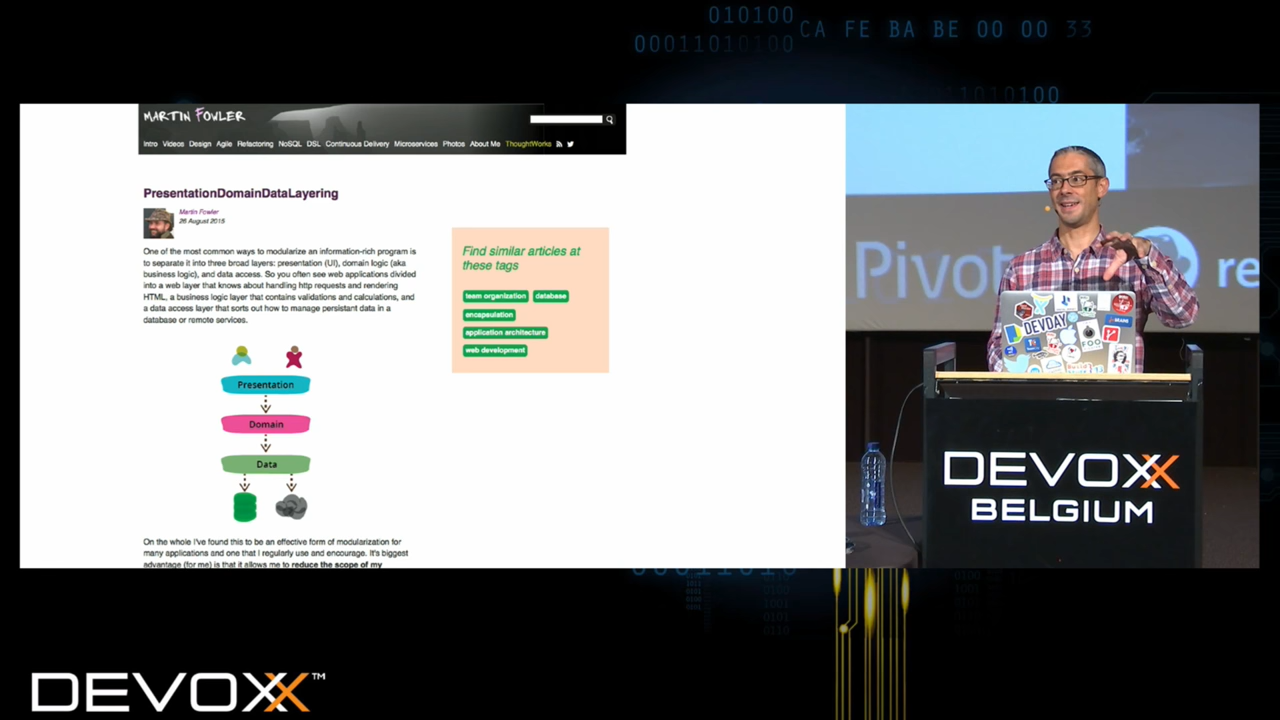 010100
CA FE BA BE 00 00 33
00011010100
1010100
MARTIN FOWLER
Intro Videos Design Agile Refactoring NoSQL DSL Continuous Delivery Microservices Photos About Me ThoughtWorks
PresentationDomainDataLayering
Martin Fowler
26 August 2015
One of the most common ways to modularize an information-rich program is
to separate it into three broad layers: presentation (UI), domain logic (aka
business logic), and data access. So you often see web applications divided
into a web layer that knows about handling http requests and rendering
HTML, a business logic layer that contains validations and calculations, and
a data access layer that sorts out how to manage persistant data in a
database or remote services.
Find similar articles at
these tags
team organization database
encapsulation
application architecture
web development
Presentation
Domain
Data
On the whole I've found this to be an effective form of modularization for
many applications and one that I regularly use and encourage. It's biggest
advantage (for me) is that it allows me to reduce the scope of my
Pivot
re
DEVDAY
FOO
DEVOXX
BELGIUM
DEVOXX™